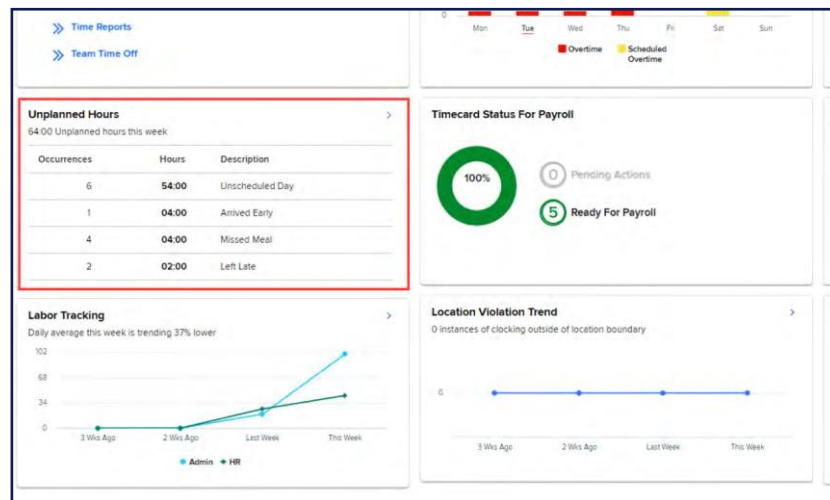 Time Reports
Team Time Off
0
Mon Tue Wed Thu Fri Sat Sun
Overtime Scheduled Overtime
Unplanned Hours
64:00 Unplanned hours this week
Occurrences Hours Description
6 54:00 Unscheduled Day
1 04:00 Arrived Early
4 04:00 Missed Meal
2 02:00 Left Late
Timecard Status For Payroll
100%
0 Pending Actions
5 Ready For Payroll
Labor Tracking
Daily average this week is trending 37% lower
102
68
34
0
3 Wks Ago 2 Wks Ago Last Week This Week
Admin HR
Location Violation Trend
0 instances of clocking outside of location boundary
0
3 Wks Ago 2 Wks Ago Last Week This Week